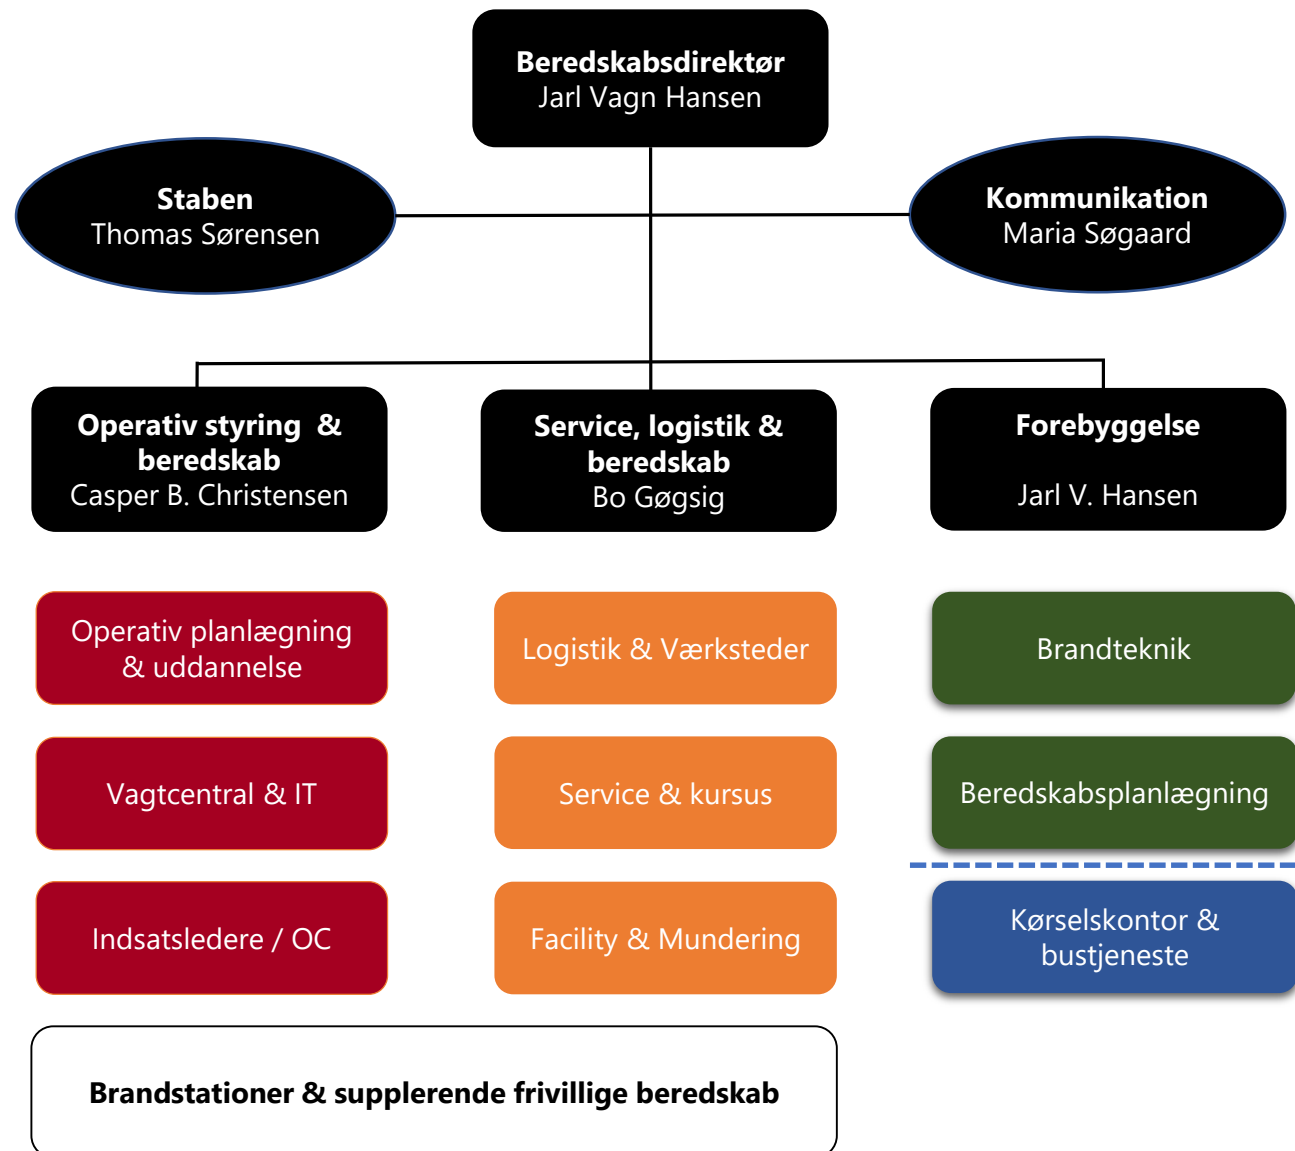 Beredskabsdirektør
Jarl Vagn Hansen
Staben
Thomas Sørensen
Kommunikation
Maria Søgaard
Operativ styring & 
beredskab
Casper B. Christensen
Service, logistik &
beredskab
Bo Gøgsig
Forebyggelse
Jarl V. Hansen
Operativ planlægning
& uddannelse
Logistik & Værksteder
Brandteknik
Vagtcentral & IT
Service & kursus
Beredskabsplanlægning
Indsatsledere / OC
Facility & Mundering
Kørselskontor &
bustjeneste
Brandstationer & supplerende frivillige beredskab